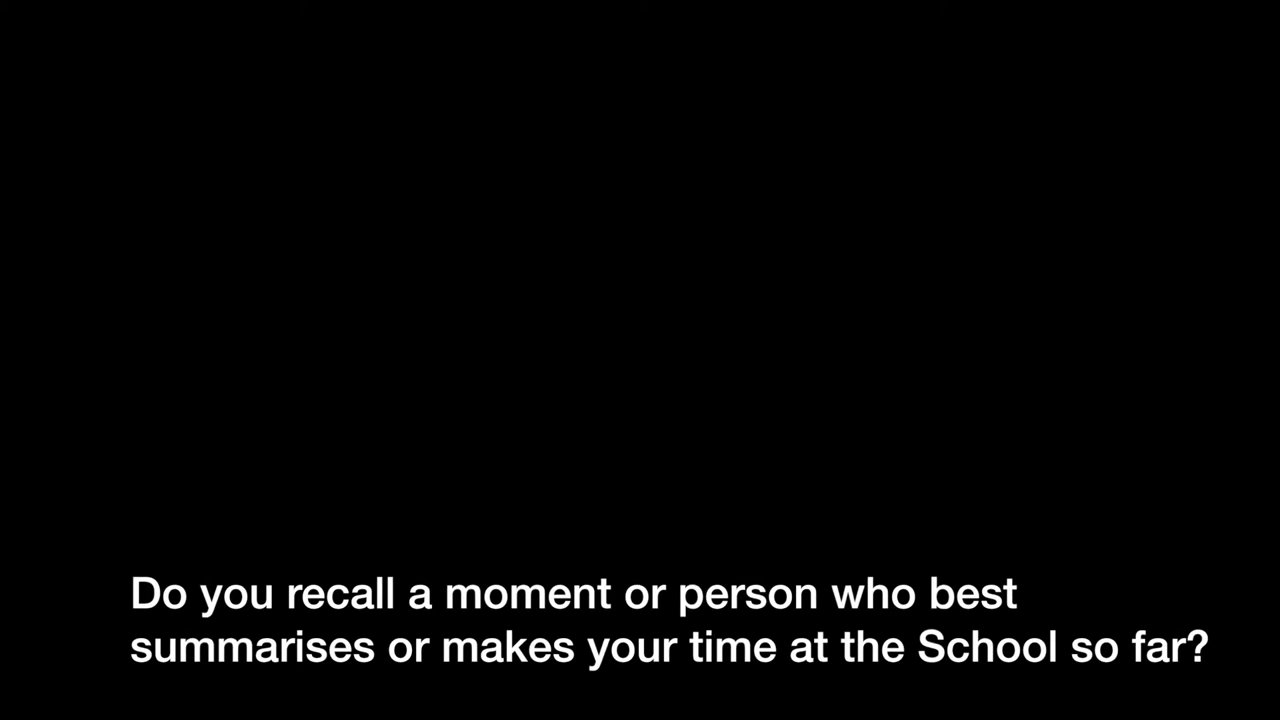 Do you recall a moment or person who best
summarises or makes your time at the School so far?